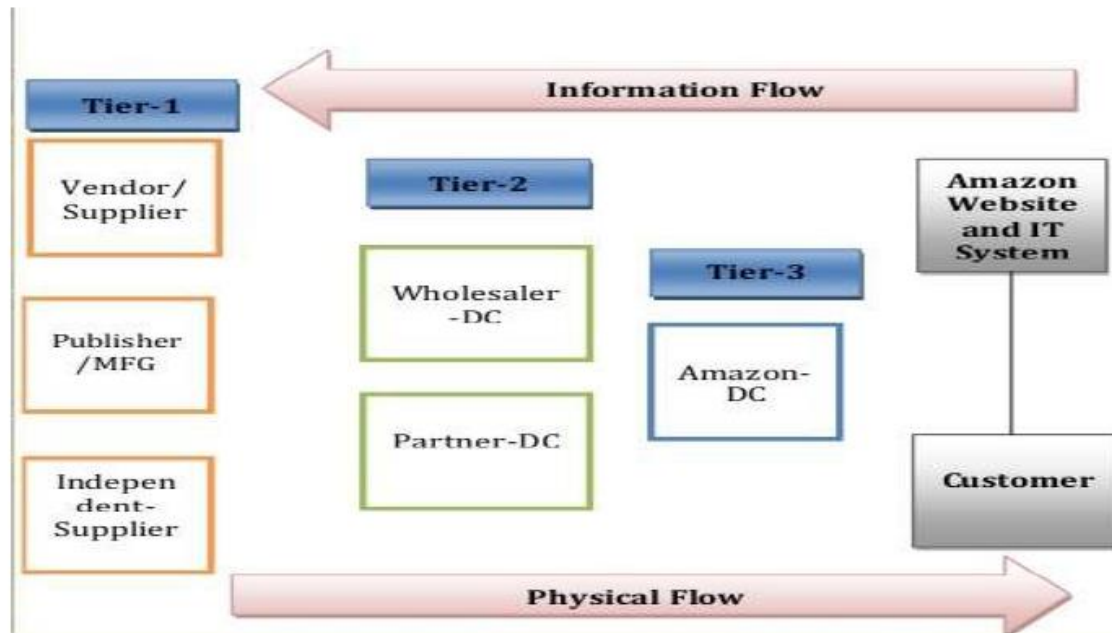 Information Flow
Tier-1
Vendor/
Supplier
Publisher
/MFG
Indepen
dent-
Supplier
Tier-2
Wholesaler
-DC
Partner-DC
Tier-3
Amazon-
DC
Amazon
Website
and IT
System
Customer
Physical Flow